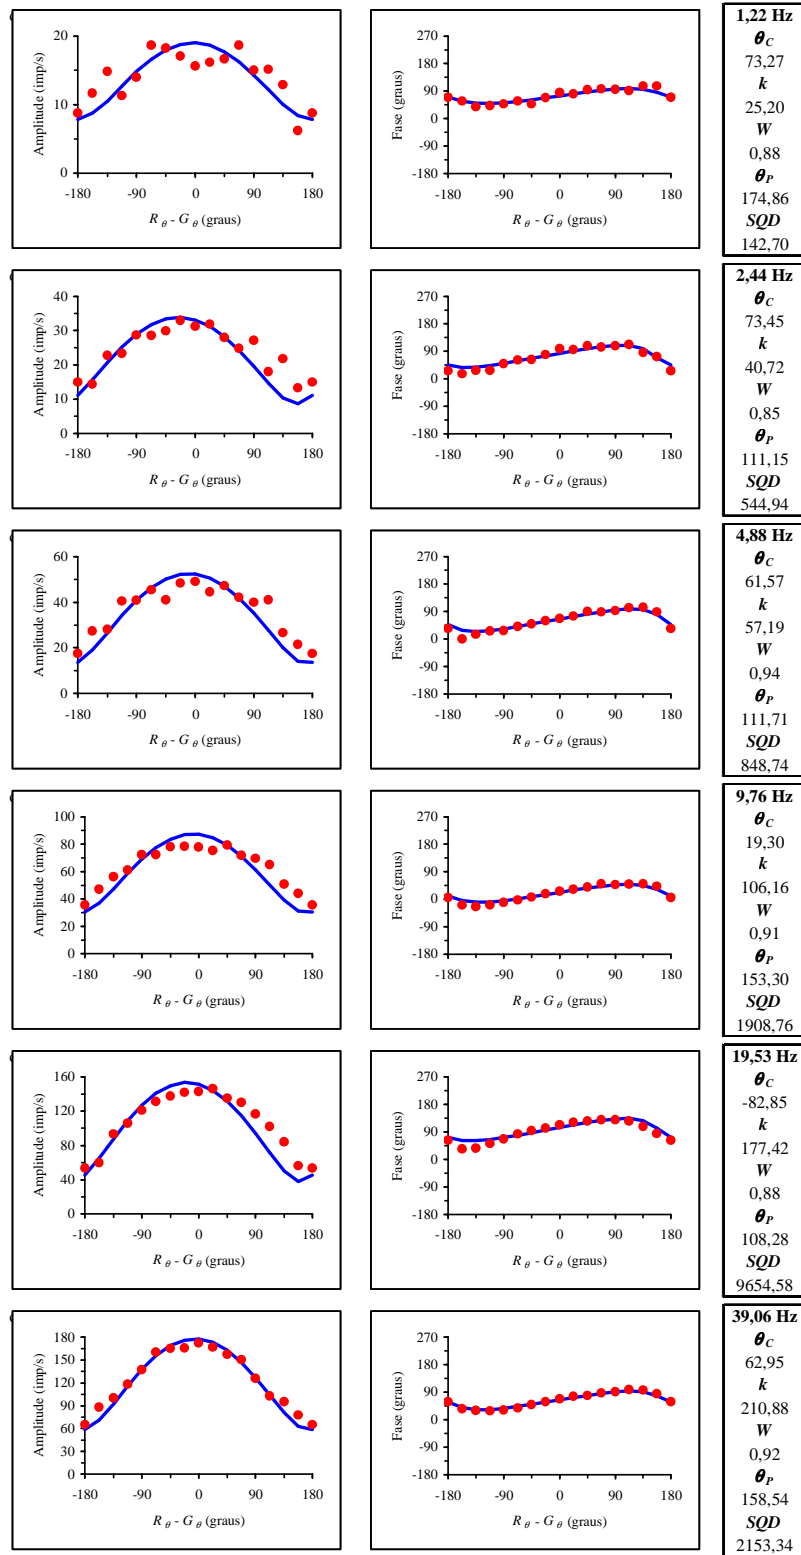 20
10
0
Amplitude (imp/s)
-180 -90 0 90 180
R θ - G θ (graus)
270
180
90
0
-90
-180
Fase (graus)
-180 -90 0 90 180
R θ - G θ (graus)
1,22 Hz
θC
73,27
k
25,20
W
0,88
θP
174,86
SQD
142,70
40
30
20
10
0
Amplitude (imp/s)
-180 -90 0 90 180
R θ - G θ (graus)
270
180
90
0
-90
-180
Fase (graus)
-180 -90 0 90 180
R θ - G θ (graus)
2,44 Hz
θC
73,45
k
40,72
W
0,85
θP
111,15
SQD
544,94
60
40
20
0
Amplitude (imp/s)
-180 -90 0 90 180
R θ - G θ (graus)
270
180
90
0
-90
-180
Fase (graus)
-180 -90 0 90 180
R θ - G θ (graus)
4,88 Hz
θC
61,57
k
57,19
W
0,94
θP
111,71
SQD
848,74
100
80
60
40
20
0
Amplitude (imp/s)
-180 -90 0 90 180
R θ - G θ (graus)
270
180
90
0
-90
-180
Fase (graus)
-180 -90 0 90 180
R θ - G θ (graus)
9,76 Hz
θC
19,30
k
106,16
W
0,91
θP
153,30
SQD
1908,76
160
120
80
40
0
Amplitude (imp/s)
-180 -90 0 90 180
R θ - G θ (graus)
270
180
90
0
-90
-180
Fase (graus)
-180 -90 0 90 180
R θ - G θ (graus)
19,53 Hz
θC
-82,85
k
177,42
W
0,88
θP
108,28
SQD
9654,58
180
150
120
90
60
30
0
Amplitude (imp/s)
-180 -90 0 90 180
R θ - G θ (graus)
270
180
90
0
-90
-180
Fase (graus)
-180 -90 0 90 180
R θ - G θ (graus)
39,06 Hz
θC
62,95
k
210,88
W
0,92
θP
158,54
SQD
2153,34